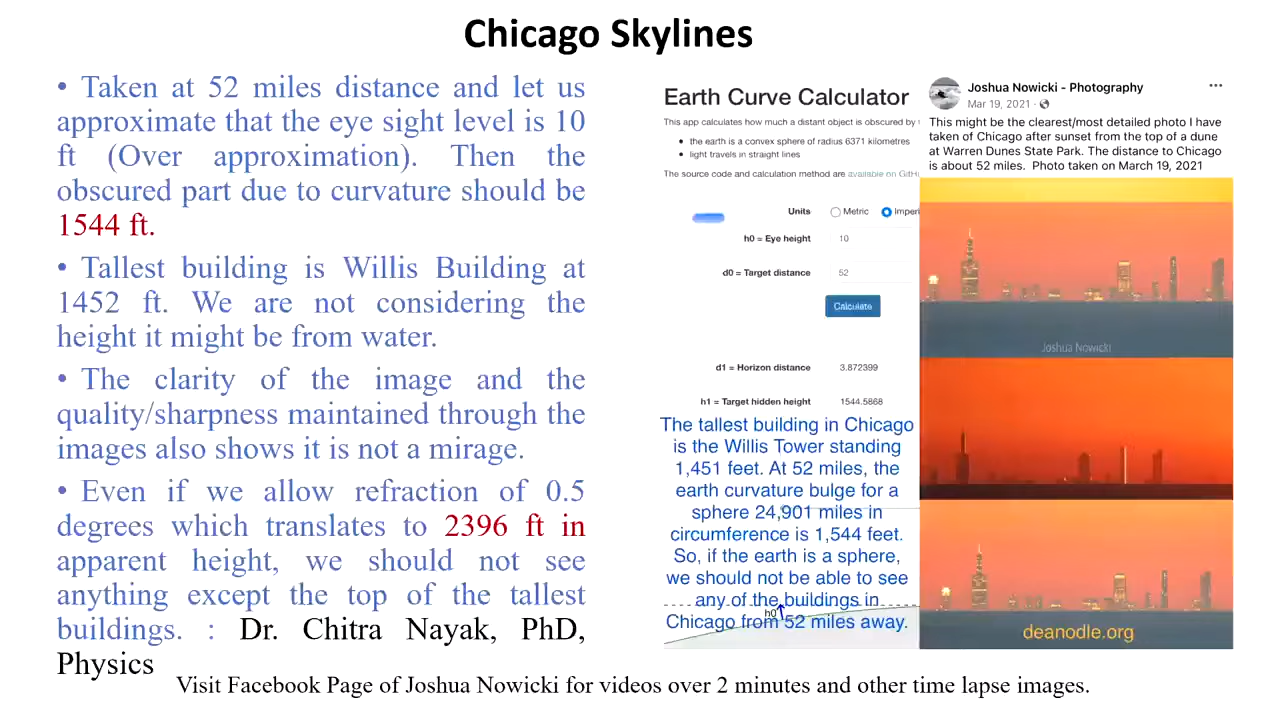 Chicago Skylines
• Taken at 52 miles distance and let us
approximate that the eye sight level is 10
ft (Over approximation). Then the
obscured part due to curvature should be
1544 ft.
• Tallest building is Willis Building at
1452 ft. We are not considering the
height it might be from water.
• The clarity of the image and the
quality/sharpness maintained through the
images also shows it is not a mirage.
• Even if we allow refraction of 0.5
degrees which translates to 2396 ft in
apparent height, we should not see
anything except the top of the tallest
buildings. : Dr. Chitra Nayak, PhD,
Physics
Earth Curve Calculator
This app calculates how much a distant object is obscured by
• the earth is a convex sphere of radius 6371 kilometres
• light travels in straight lines
The source code and calculation method are available on GitHu
Units Metric Imperi
h0 = Eye height 10
d0 = Target distance 52
Calculate
d1 = Horizon distance 3.872399
h1 = Target hidden height 1544.5868
The tallest building in Chicago
is the Willis Tower standing
1,451 feet. At 52 miles, the
earth curvature bulge for a
sphere 24,901 miles in
circumference is 1,544 feet.
So, if the earth is a sphere,
we should not be able to see
any of the buildings in
h0
Chicago from 52 miles away.
Joshua Nowicki - Photography
Mar 19, 2021 ·
This might be the clearest/most detailed photo I have
taken of Chicago after sunset from the top of a dune
at Warren Dunes State Park. The distance to Chicago
is about 52 miles. Photo taken on March 19, 2021
Joshua Nowicki
deanodle.org
Visit Facebook Page of Joshua Nowicki for videos over 2 minutes and other time lapse images.